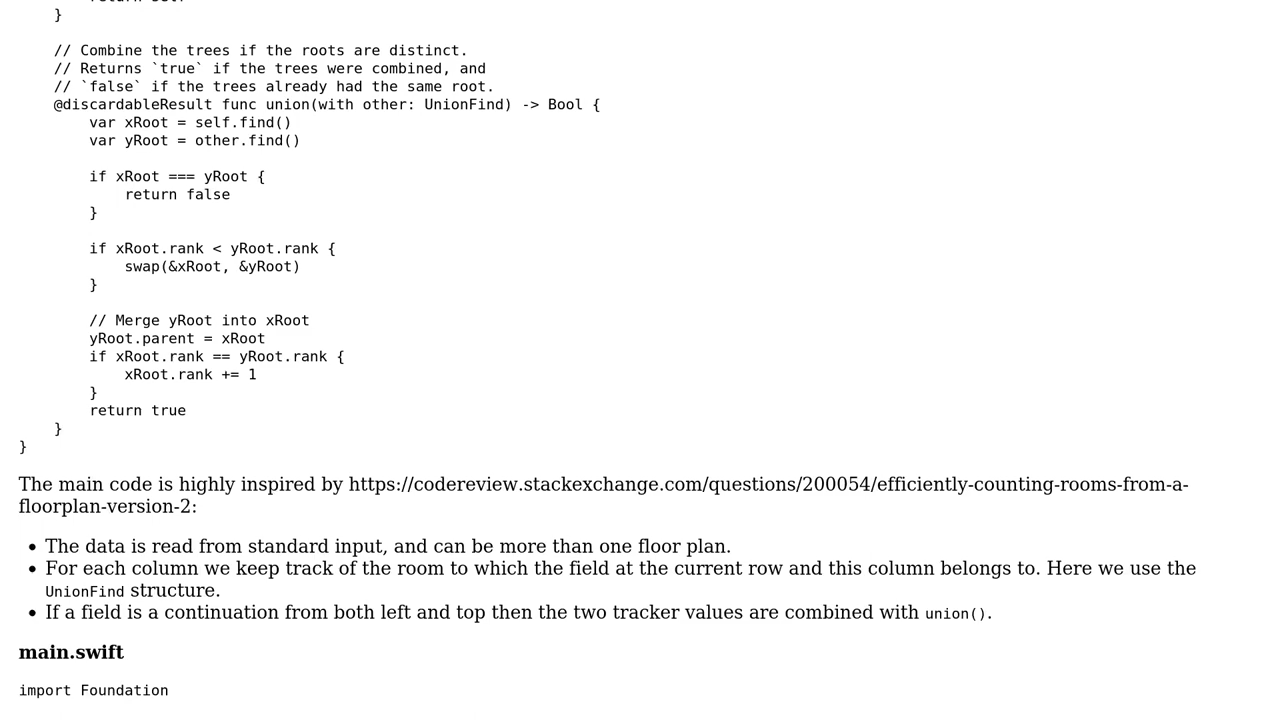 }

    // Combine the trees if the roots are distinct.
    // Returns `true` if the trees were combined, and
    // `false` if the trees already had the same root.
    @discardableResult func union(with other: UnionFind) -> Bool {
        var xRoot = self.find()
        var yRoot = other.find()

        if xRoot === yRoot {
            return false
        }

        if xRoot.rank < yRoot.rank {
            swap(&xRoot, &yRoot)
        }

        // Merge yRoot into xRoot
        yRoot.parent = xRoot
        if xRoot.rank == yRoot.rank {
            xRoot.rank += 1
        }
        return true
    }
}
The main code is highly inspired by https://codereview.stackexchange.com/questions/200054/efficiently-counting-rooms-from-a-
floorplan-version-2:
• The data is read from standard input, and can be more than one floor plan.
• For each column we keep track of the room to which the field at the current row and this column belongs to. Here we use the
UnionFind structure.
• If a field is a continuation from both left and top then the two tracker values are combined with union().
main.swift
import Foundation